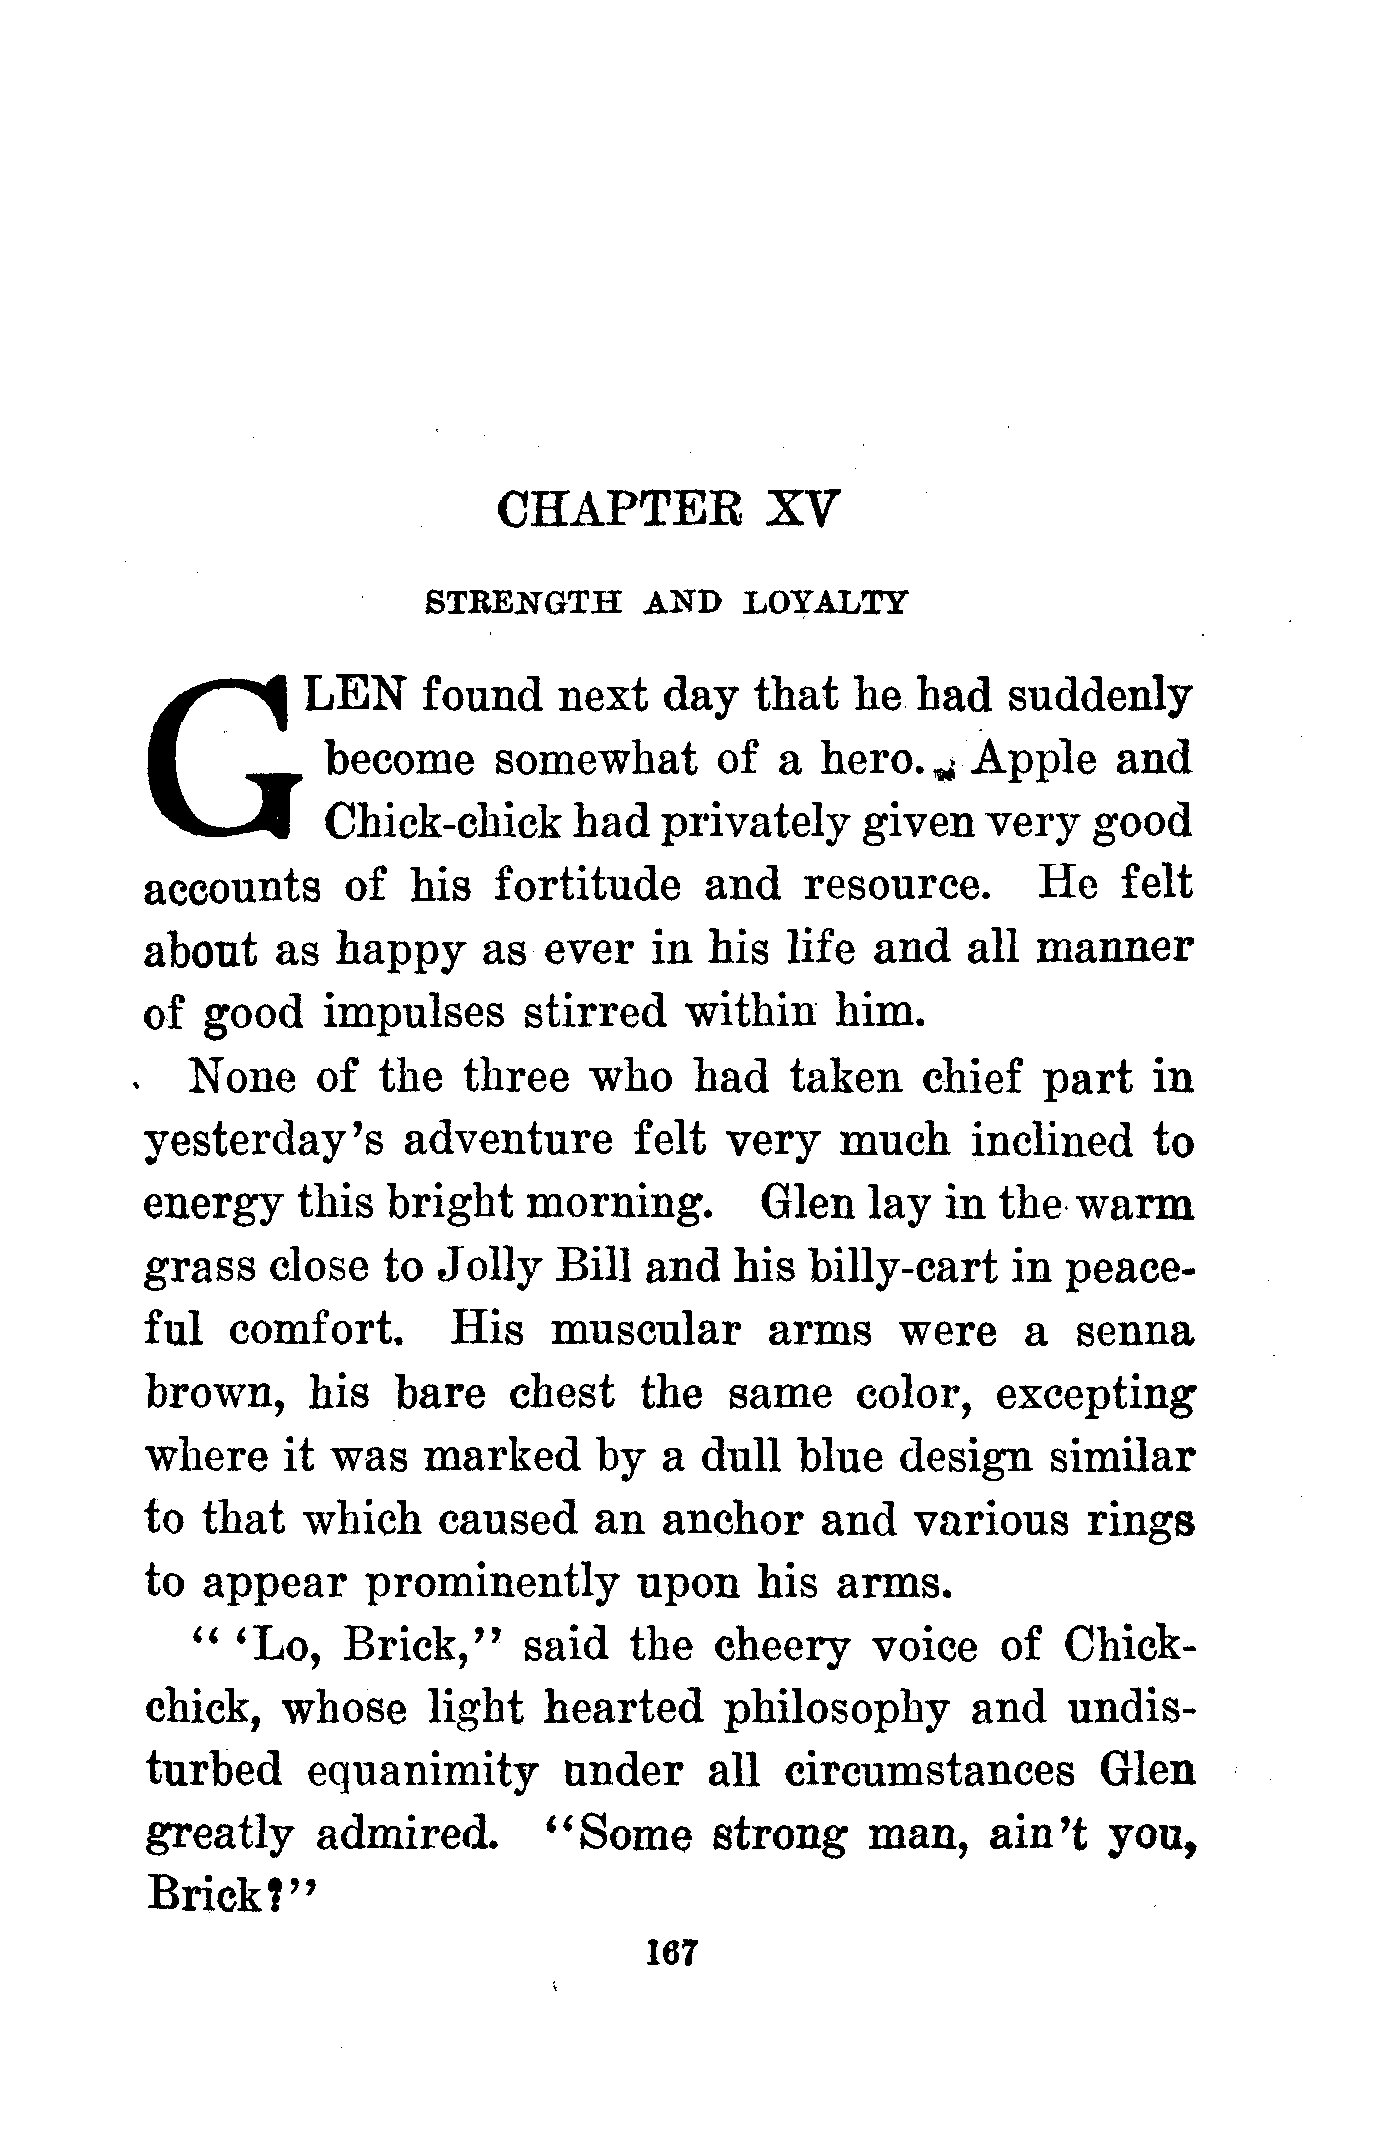 CHAPTER XV
STRENGTH AND LOYALTY
GLEN found next day that he had suddenly
become somewhat of a hero. Apple and
Chick-chick had privately given very good
accounts of his fortitude and resource. He felt
about as happy as ever in his life and all manner
of good impulses stirred within him.
None of the three who had taken chief part in
yesterday's adventure felt very much inclined to
energy this bright morning. Glen lay in the warm
grass close to Jolly Bill and his billy-cart in peace-
ful comfort. His muscular arms were a senna
brown, his bare chest the same color, excepting
where it was marked by a dull blue design similar
to that which caused an anchor and various rings
to appear prominently upon his arms.
"'Lo, Brick," said the cheery voice of Chick-
chick, whose light hearted philosophy and undis-
turbed equanimity under all circumstances Glen
greatly admired. "Some strong man, ain't you,
Brick?"
167